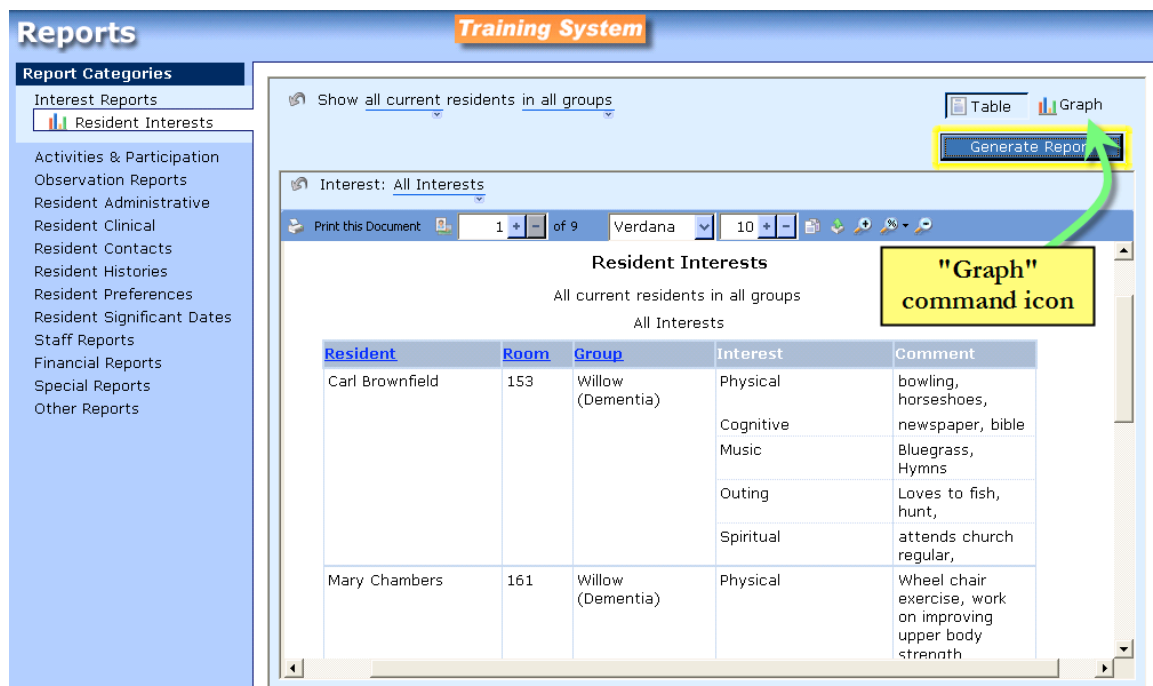 Reports
Training System
Report Categories
Interest Reports
Resident Interests
Activities & Participation
Observation Reports
Resident Administrative
Resident Clinical
Resident Contacts
Resident Histories
Resident Preferences
Resident Significant Dates
Staff Reports
Financial Reports
Special Reports
Other Reports
Show all current residents in all groups
Table Graph
Generate Repor
Interest: All Interests
Print this Document 1 + - of 9 Verdana 10 + - %
"Graph"
command icon
Resident Interests
All current residents in all groups
All Interests
Resident Room Group Interest Comment
Carl Brownfield 153 Willow Physical bowling,
(Dementia) horseshoes,
Cognitive newspaper, bible
Music Bluegrass,
Hymns
Outing Loves to fish,
hunt,
Spiritual attends church
regular,
Mary Chambers 161 Willow Physical Wheel chair
(Dementia) exercise, work
on improving
upper body
strength